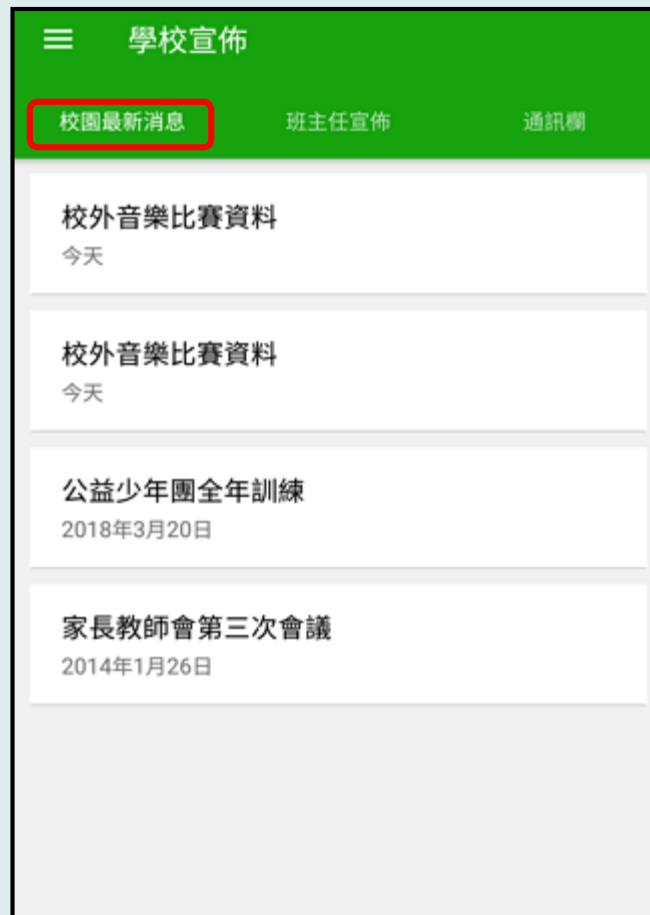 學校宣佈
校園最新消息 班主任宣佈 通訊欄
校外音樂比賽資料
今天
校外音樂比賽資料
今天
公益少年團全年訓練
2018年3月20日
家長教師會第三次會議
2014年1月26日